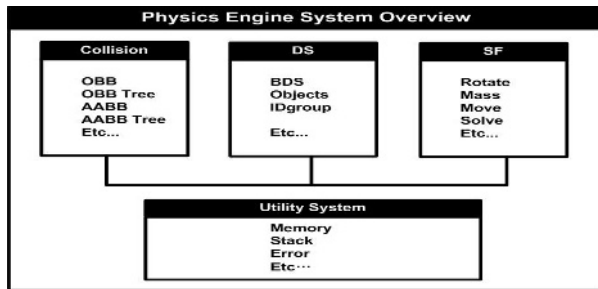 Physics Engine System Overview
Collision
OBB
OBB Tree
AABB
AABB Tree
Etc...
DS
BDS
Objects
IDgroup
Etc...
SF
Rotate
Mass
Move
Solve
Etc...
Utility System
Memory
Stack
Error
Etc...